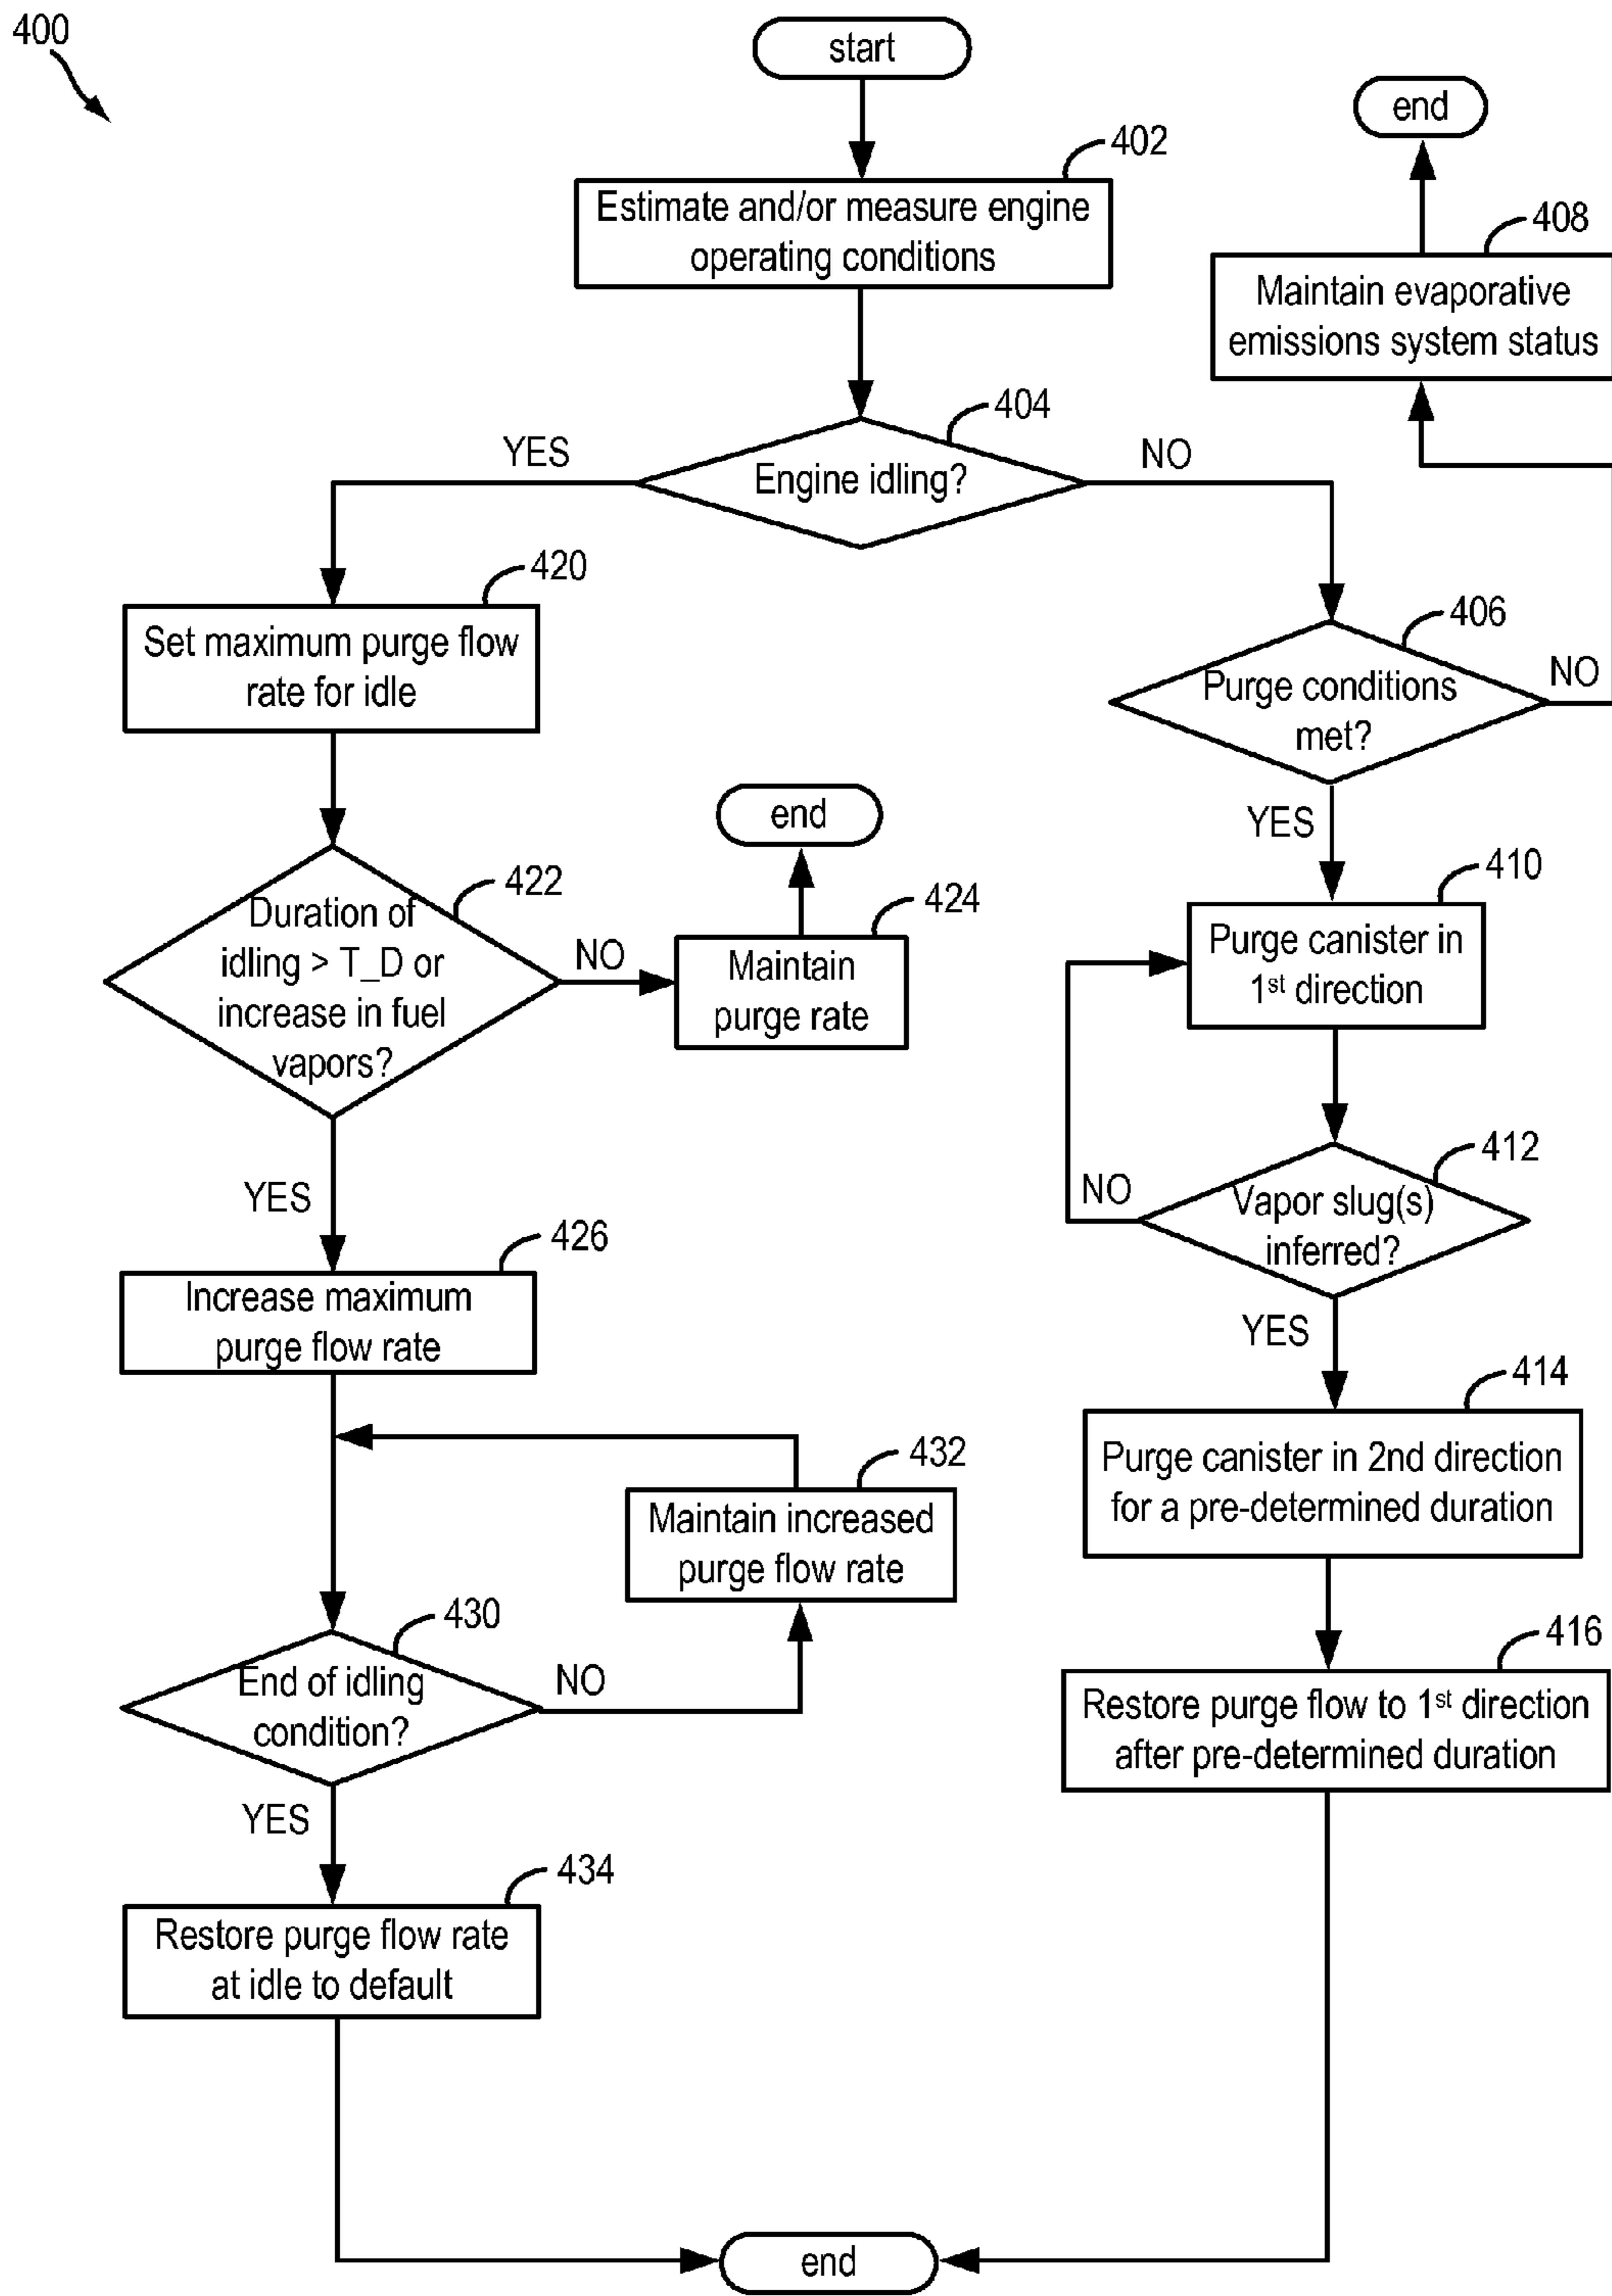 400
start
end
402
Estimate and/or measure engine
operating conditions
408
Maintain evaporative
emissions system status
404
YES
Engine idling?
NO
420
Set maximum purge flow
rate for idle
406
Purge conditions
met?
NO
YES
end
422
Duration of
idling > T_D or
increase in fuel
vapors?
NO
424
Maintain
purge rate
410
Purge canister in
1st direction
YES
412
NO
Vapor slug(s)
inferred?
426
Increase maximum
purge flow rate
YES
414
Purge canister in 2nd direction
for a pre-determined duration
432
Maintain increased
purge flow rate
430
End of idling
condition?
NO
416
Restore purge flow to 1st direction
after pre-determined duration
YES
434
Restore purge flow rate
at idle to default
end